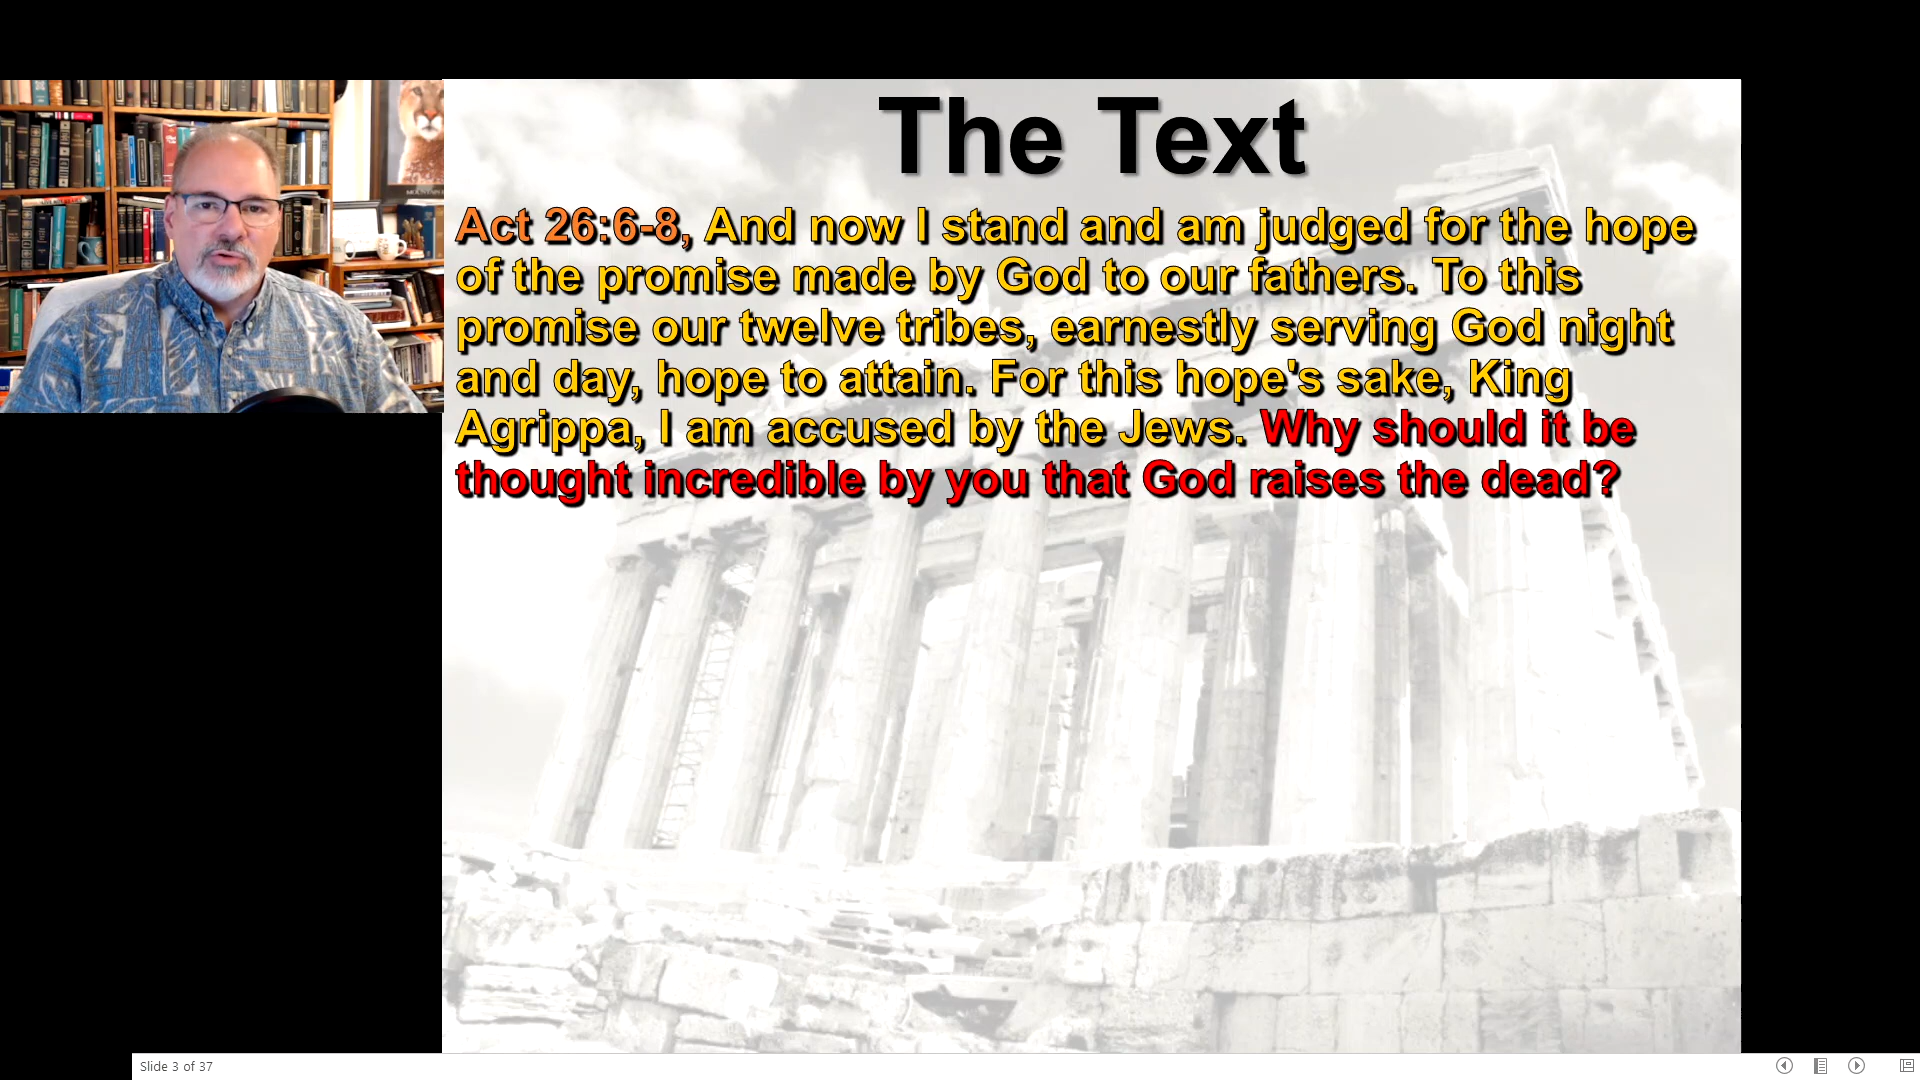 The Text
Act 26:6-8, And now I stand and am judged for the hope
of the promise made by God to our fathers. To this
promise our twelve tribes, earnestly serving God night
and day, hope to attain. For this hope's sake, King
Agrippa, I am accused by the Jews. Why should it be
thought incredible by you that God raises the dead?
Slide 3 of 37